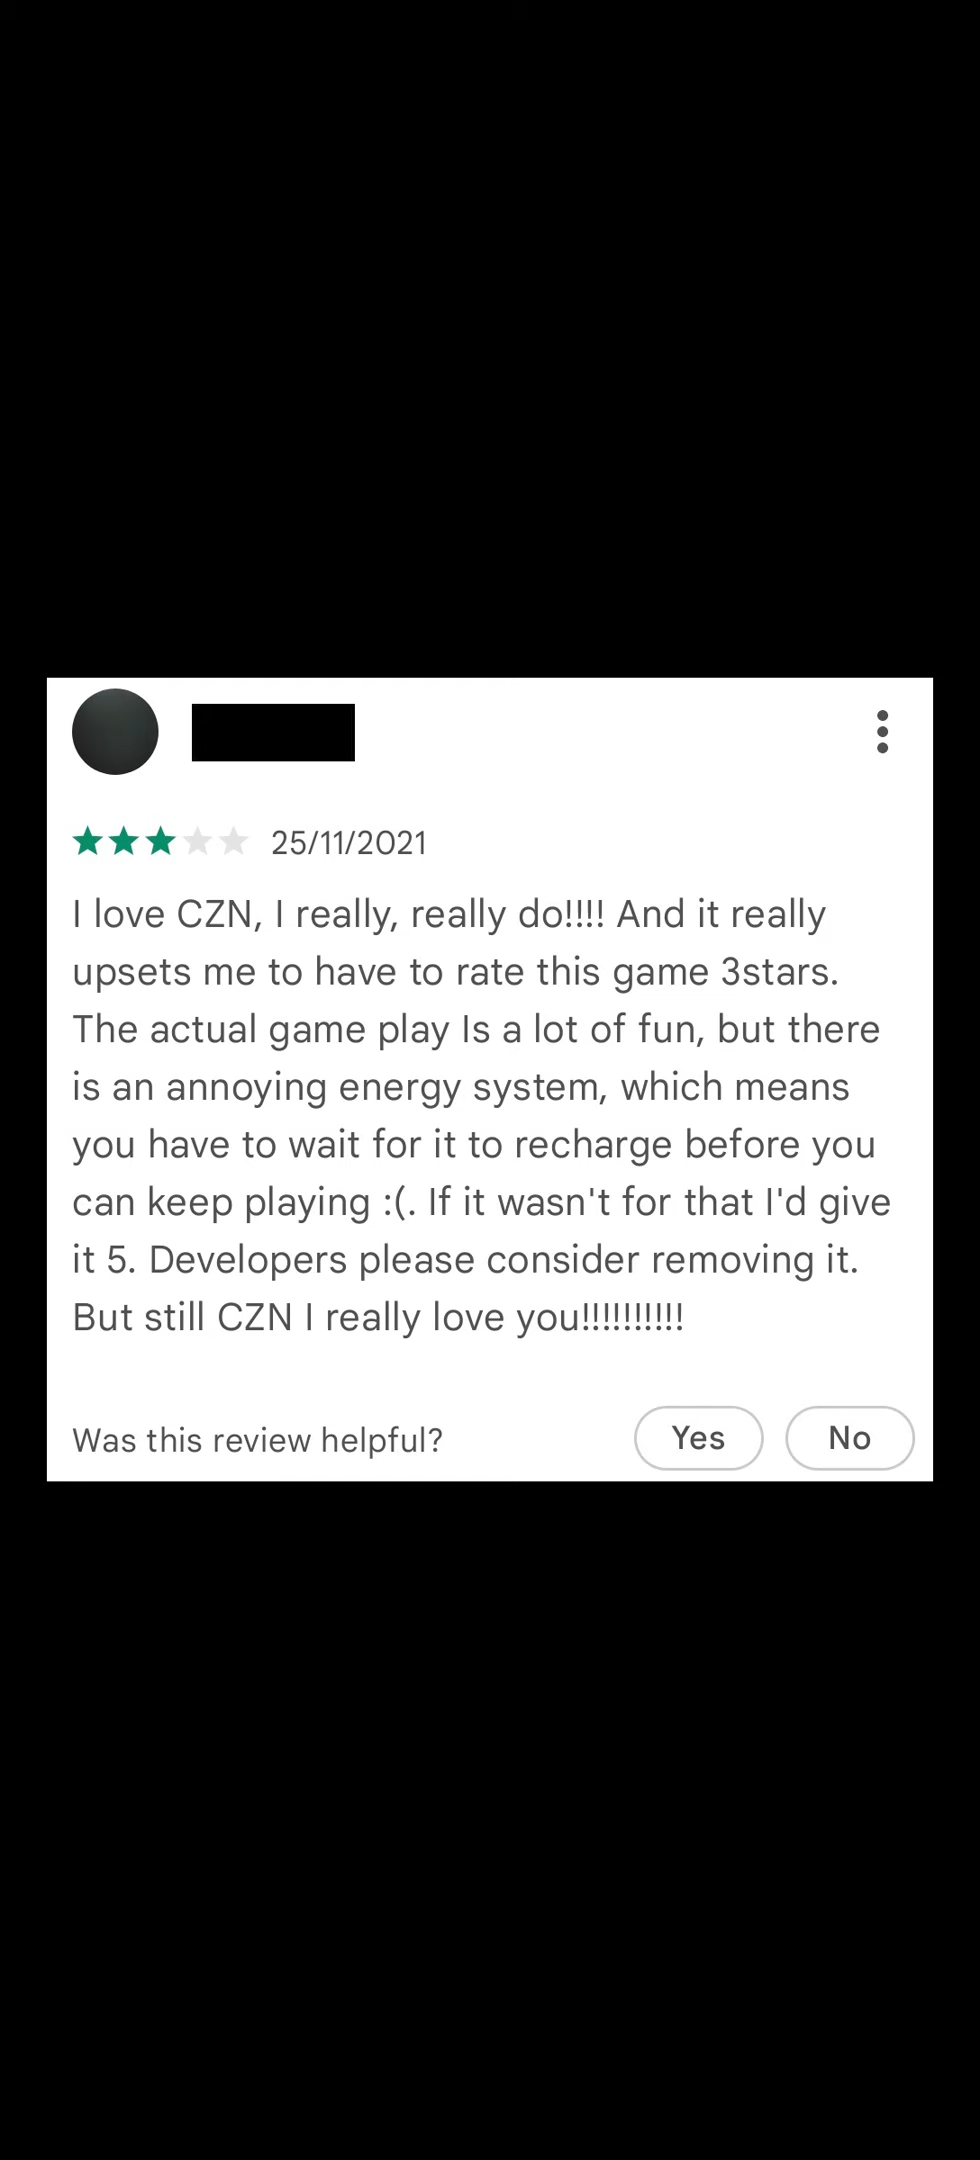 25/11/2021
I love CZN, I really, really do!!!! And it really
upsets me to have to rate this game 3stars.
The actual game play Is a lot of fun, but there
is an annoying energy system, which means
you have to wait for it to recharge before you
can keep playing :(. If it wasn't for that I'd give
it 5. Developers please consider removing it.
But still CZN I really love you!!!!!!!!!!
Was this review helpful? Yes No